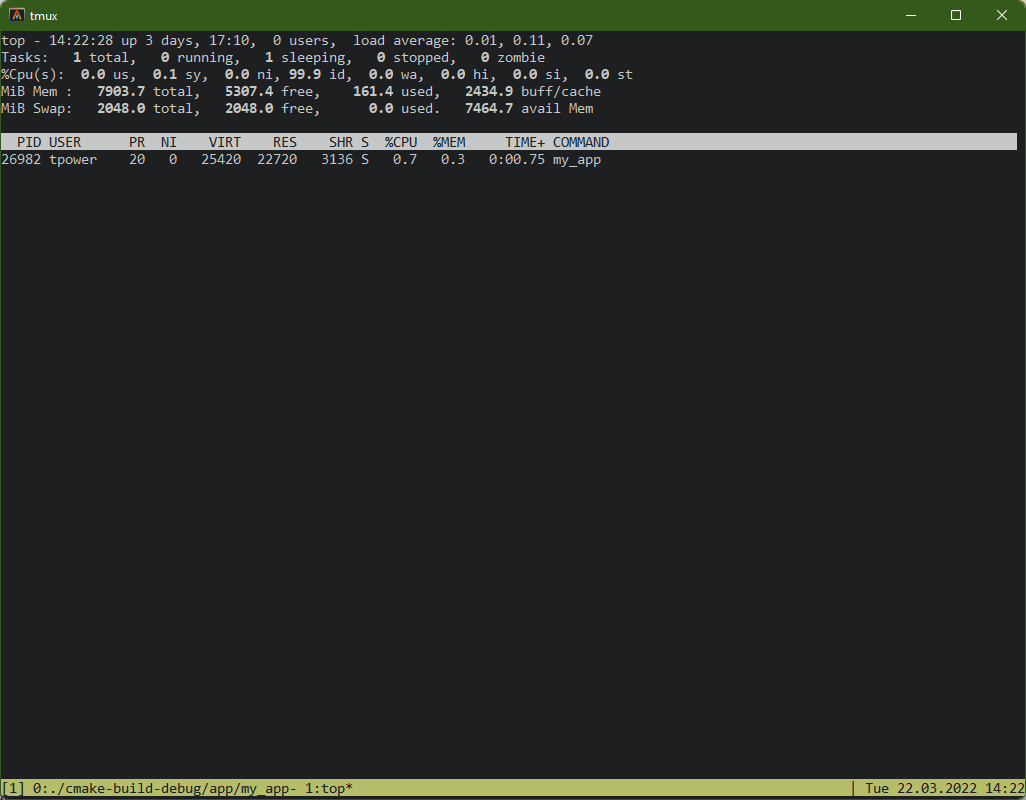 tmux
top - 14:22:28 up 3 days, 17:10,  0 users,  load average: 0.01, 0.11, 0.07
Tasks:   1 total,   0 running,   1 sleeping,   0 stopped,   0 zombie
%Cpu(s):  0.0 us,  0.1 sy,  0.0 ni, 99.9 id,  0.0 wa,  0.0 hi,  0.0 si,  0.0 st
MiB Mem :   7903.7 total,   5307.4 free,    161.4 used,   2434.9 buff/cache
MiB Swap:   2048.0 total,   2048.0 free,      0.0 used.   7464.7 avail Mem
  PID USER      PR  NI    VIRT    RES    SHR S  %CPU  %MEM     TIME+ COMMAND
26982 tpower    20   0   25420  22720   3136 S   0.7   0.3   0:00.75 my_app
[1] 0:./cmake-build-debug/app/my_app- 1:top* | Tue 22.03.2022 14:22